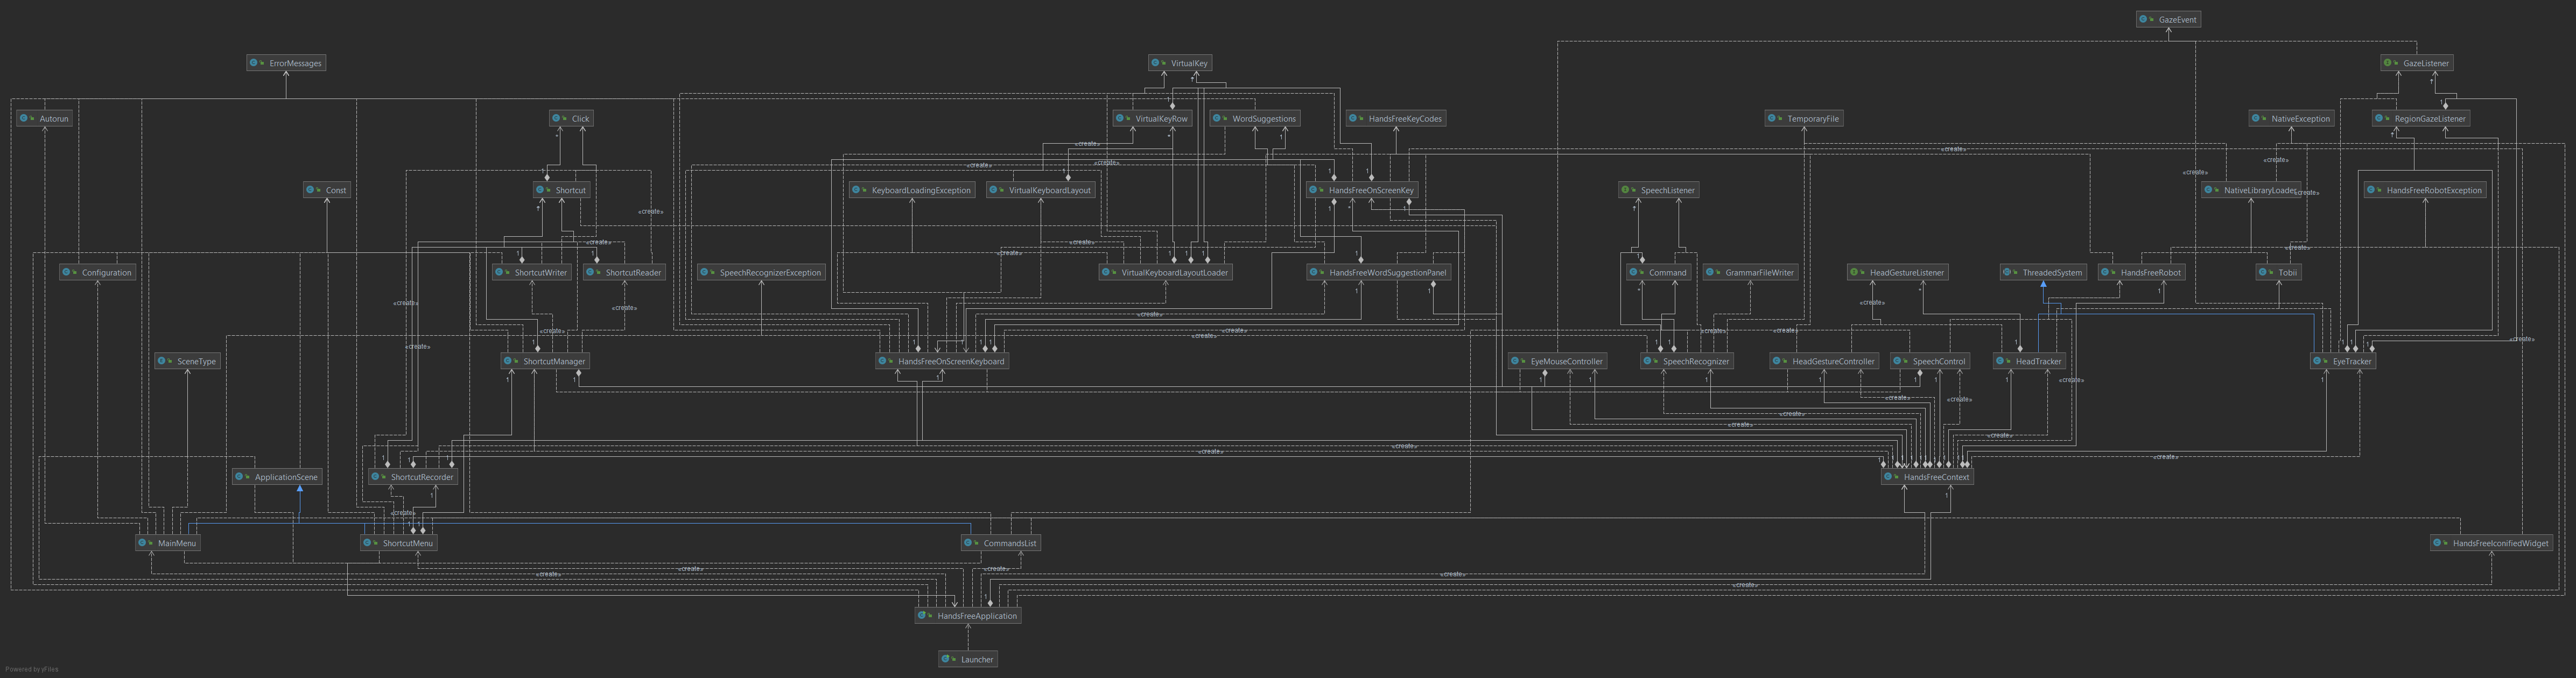 GazeEvent
ErrorMessages
VirtualKey
GazeListener
Autorun
Click
VirtualKeyRow
WordSuggestions
HandsFreeKeyCodes
TemporaryFile
NativeException
RegionGazeListener
«create»
«create»
«create»
«create»
«create»
«create»
Const
Shortcut
KeyboardLoadingException
VirtualKeyboardLayout
HandsFreeOnScreenKey
SpeechListener
NativeLibraryLoader
«create»
HandsFreeRobotException
«create»
«create»
«create»
«create»
Configuration
ShortcutWriter
ShortcutReader
SpeechRecognizerException
VirtualKeyboardLayoutLoader
HandsFreeWordSuggestionPanel
Command
GrammarFileWriter
HeadGestureListener
ThreadedSystem
HandsFreeRobot
Tobii
«create»
«create»
«create»
«create»
«create»
«create»
«create»
«create»
«create»
«create»
«create»
SceneType
ShortcutManager
HandsFreeOnScreenKeyboard
EyeMouseController
SpeechRecognizer
HeadGestureController
SpeechControl
HeadTracker
EyeTracker
«create»
«create»
«create»
«create»
«create»
«create»
«create»
«create»
«create»
«create»
ApplicationScene
ShortcutRecorder
HandsFreeContext
«create»
MainMenu
ShortcutMenu
CommandsList
HandsFreeIconifiedWidget
«create»
«create»
«create»
«create»
«create»
HandsFreeApplication
Launcher
Powered by yFiles